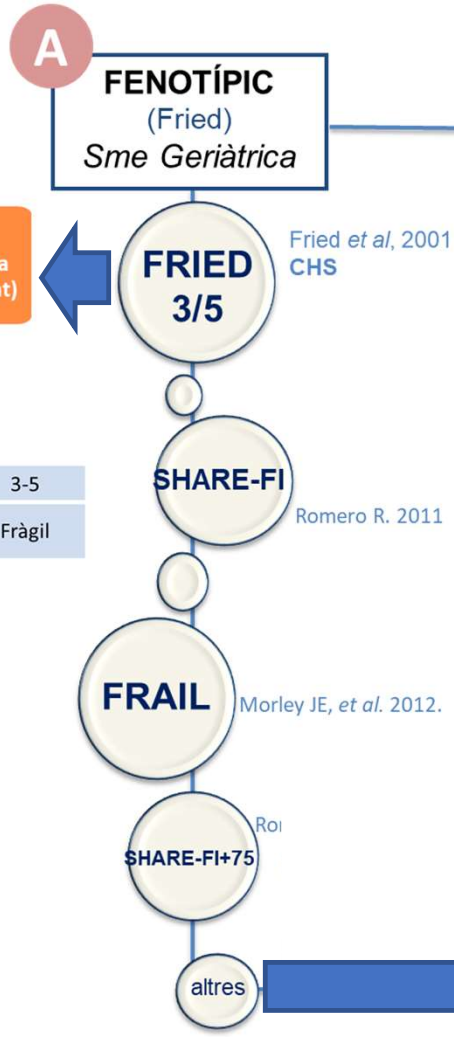 A
FENOTÍPIC
(Fried)
Sme Geriàtrica
FRIED
3/5
Fried et al, 2001
CHS
3-5
Fràgil
SHARE-FI
Romero R. 2011
FRAIL
Morley JE, et al. 2012.
SHARE-FI+75
altres